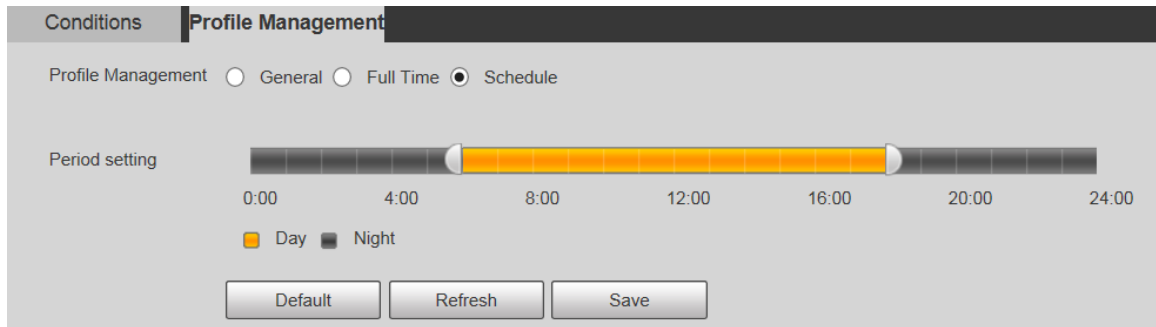 Conditions Profile Management
Profile Management General Full Time Schedule
Period setting
0:00 4:00 8:00 12:00 16:00 20:00 24:00
Day Night
Default Refresh Save